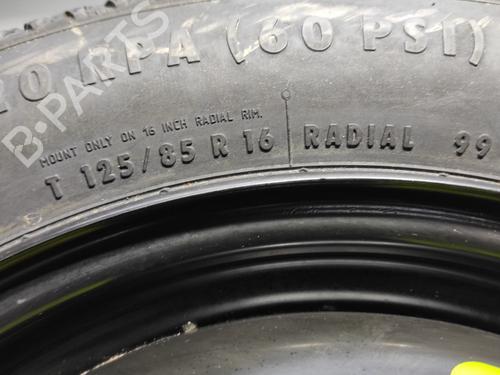 20 KPA (60 PSI)
MOUNT ONLY ON 16 INCH RADIAL RIM.
T 125/85 R 16 RADIAL 99
B-PARTS